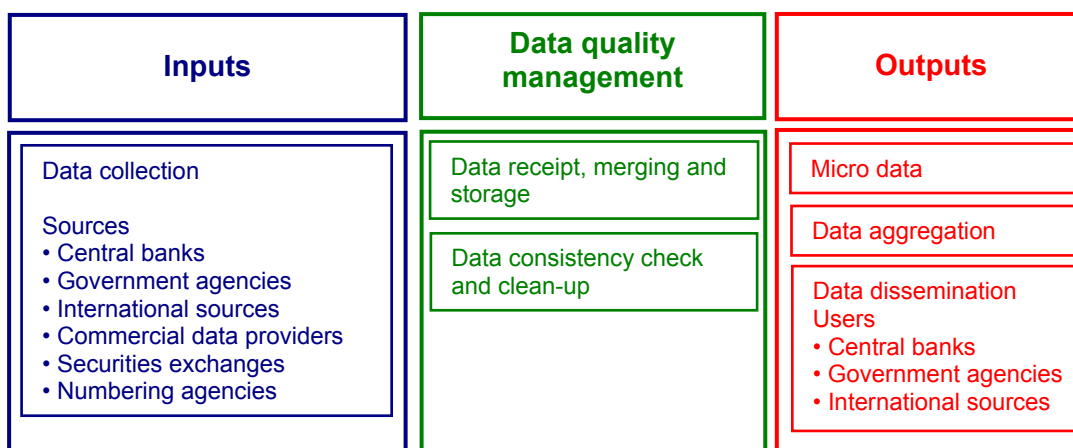 Inputs
Data collection
Sources
• Central banks
• Government agencies
• International sources
• Commercial data providers
• Securities exchanges
• Numbering agencies
Data quality
management
Data receipt, merging and
storage
Data consistency check
and clean-up
Outputs
Micro data
Data aggregation
Data dissemination
Users
• Central banks
• Government agencies
• International sources